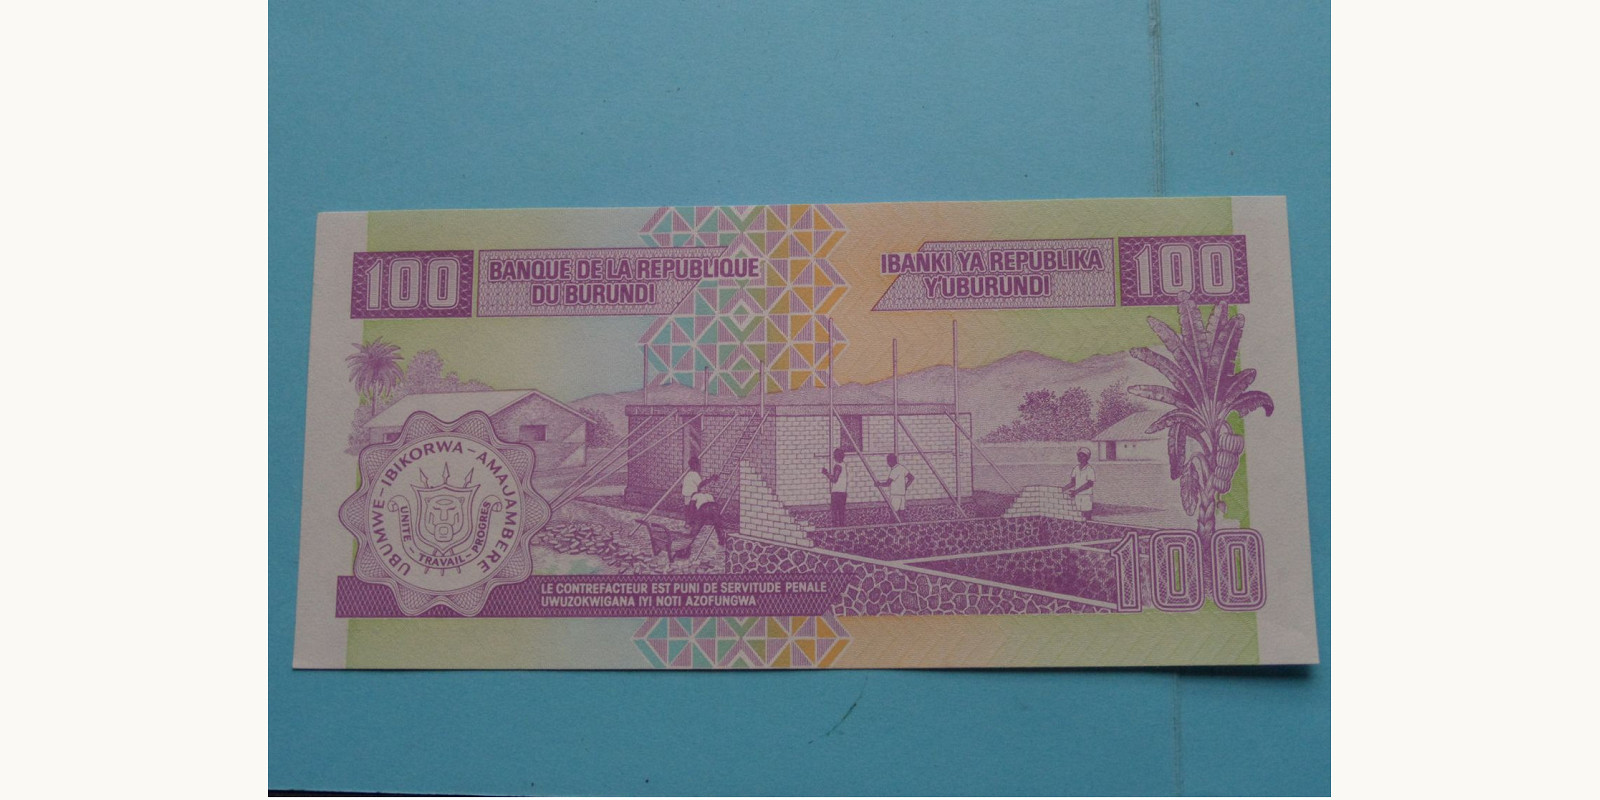 100
BANQUE DE LA REPUBLIQUE
DU BURUNDI
IBANKI YA REPUBLIKA
Y'UBURUNDI
100
UBUMWE-IBIKORWA-AMAJAMBERE
UNITE - TRAVAIL - PROGRES
LE CONTREFACTEUR EST PUNI DE SERVITUDE PENALE
UWUZOKWIGANA IYI NOTI AZOFUNGWA
100